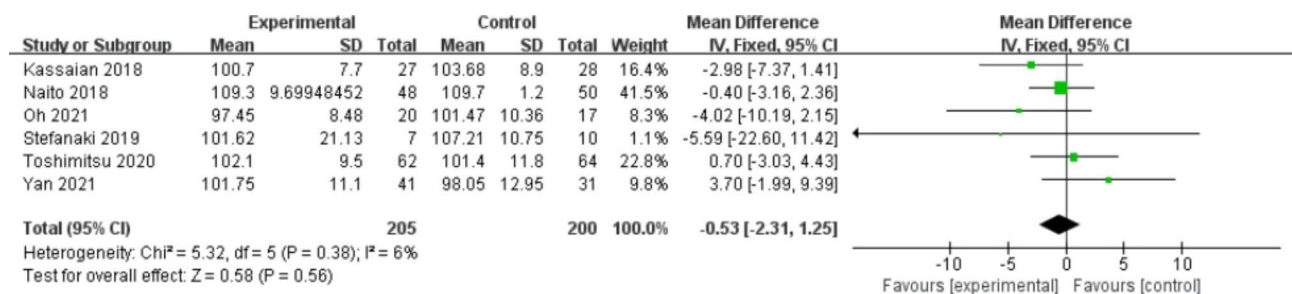 Experimental Control Mean Difference Mean Difference
Study or Subgroup Mean SD Total Mean SD Total Weight IV, Fixed, 95% CI IV, Fixed, 95% CI
Kassaian 2018 100.7 7.7 27 103.68 8.9 28 16.4% -2.98 [-7.37, 1.41]
Naito 2018 109.3 9.69948452 48 109.7 1.2 50 41.5% -0.40 [-3.16, 2.36]
Oh 2021 97.45 8.48 20 101.47 10.36 17 8.3% -4.02 [-10.19, 2.15]
Stefanaki 2019 101.62 21.13 7 107.21 10.75 10 1.1% -5.59 [-22.60, 11.42]
Toshimitsu 2020 102.1 9.5 62 101.4 11.8 64 22.8% 0.70 [-3.03, 4.43]
Yan 2021 101.75 11.1 41 98.05 12.95 31 9.8% 3.70 [-1.99, 9.39]
Total (95% CI) 205 200 100.0% -0.53 [-2.31, 1.25]
Heterogeneity: Chi² = 5.32, df = 5 (P = 0.38); I² = 6%
Test for overall effect: Z = 0.58 (P = 0.56)
-10 -5 0 5 10
Favours [experimental] Favours [control]